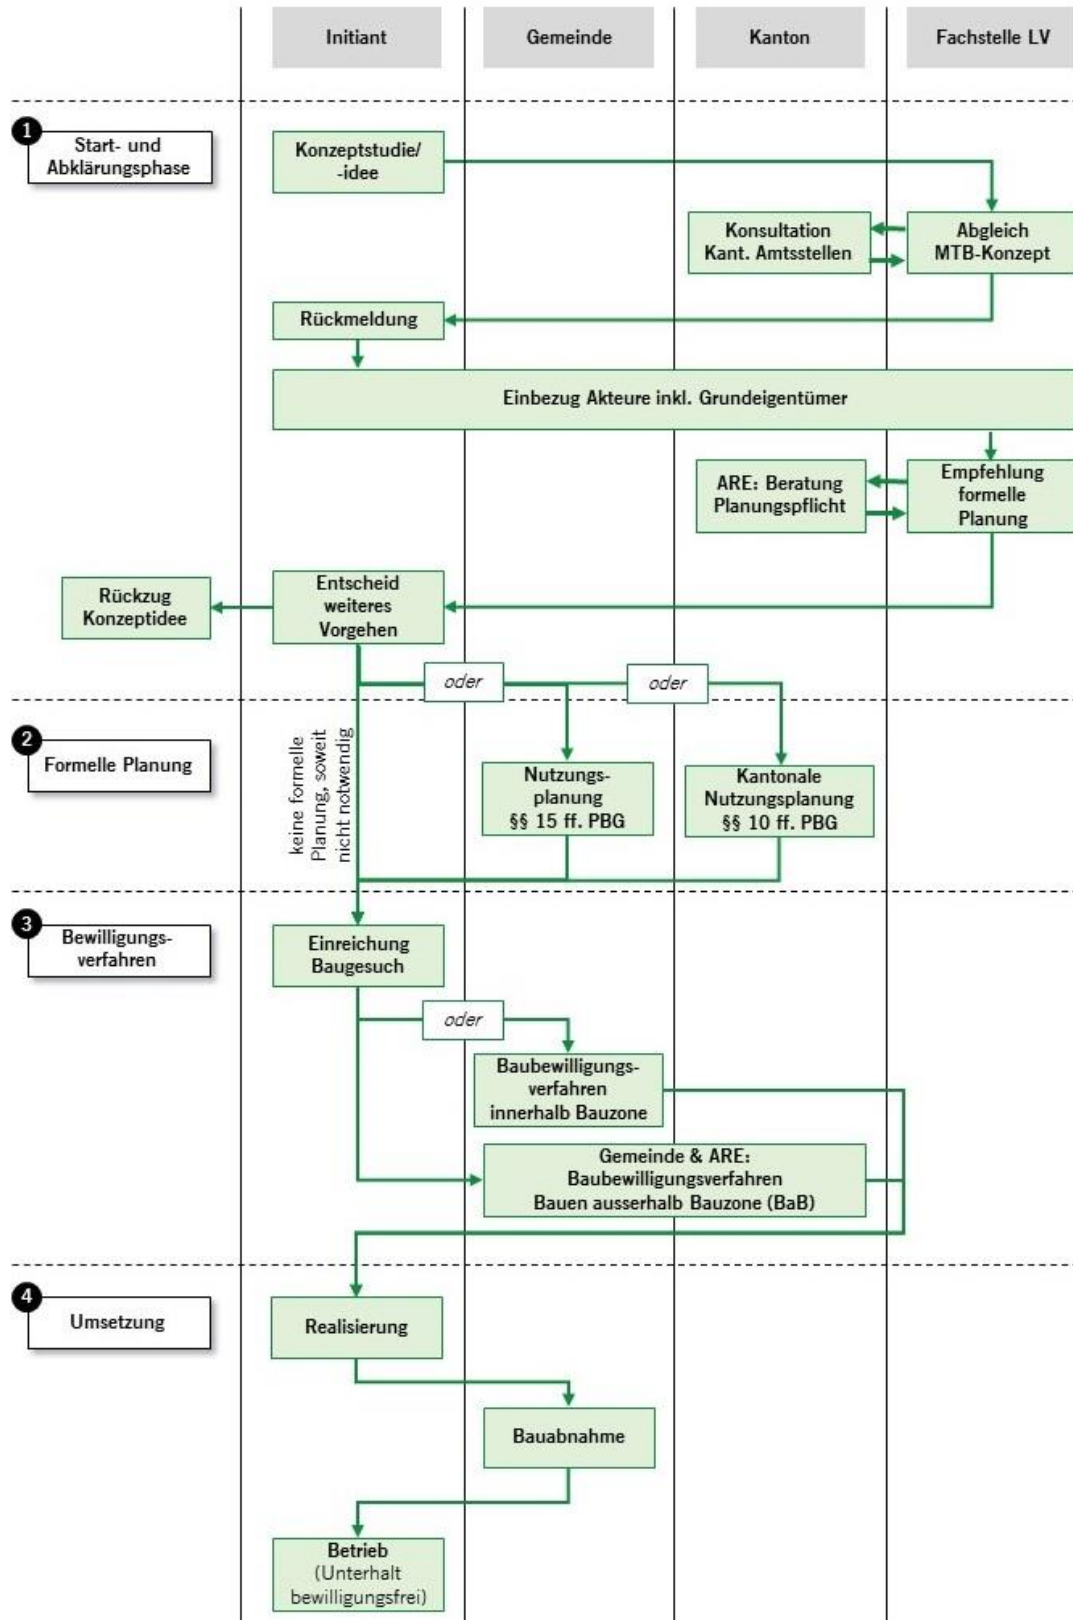 Initiant
Gemeinde
Kanton
Fachstelle LV
1
Start- und
Abklärungsphase
Konzeptstudie/
-idee
Konsultation
Kant. Amtsstellen
Abgleich
MTB-Konzept
Rückmeldung
Einbezug Akteure inkl. Grundeigentümer
ARE: Beratung
Planungspflicht
Empfehlung
formelle
Planung
Rückzug
Konzeptidee
Entscheid
weiteres
Vorgehen
oder
oder
2
Formelle Planung
keine formelle
Planung, soweit
nicht notwendig
Nutzungs-
planung
§§ 15 ff. PBG
Kantonale
Nutzungsplanung
§§ 10 ff. PBG
3
Bewilligungs-
verfahren
Einreichung
Baugesuch
oder
Baubewilligungs-
verfahren
innerhalb Bauzone
Gemeinde & ARE:
Baubewilligungsverfahren
Bauen ausserhalb Bauzone (BaB)
4
Umsetzung
Realisierung
Bauabnahme
Betrieb
(Unterhalt
bewilligungsfrei)